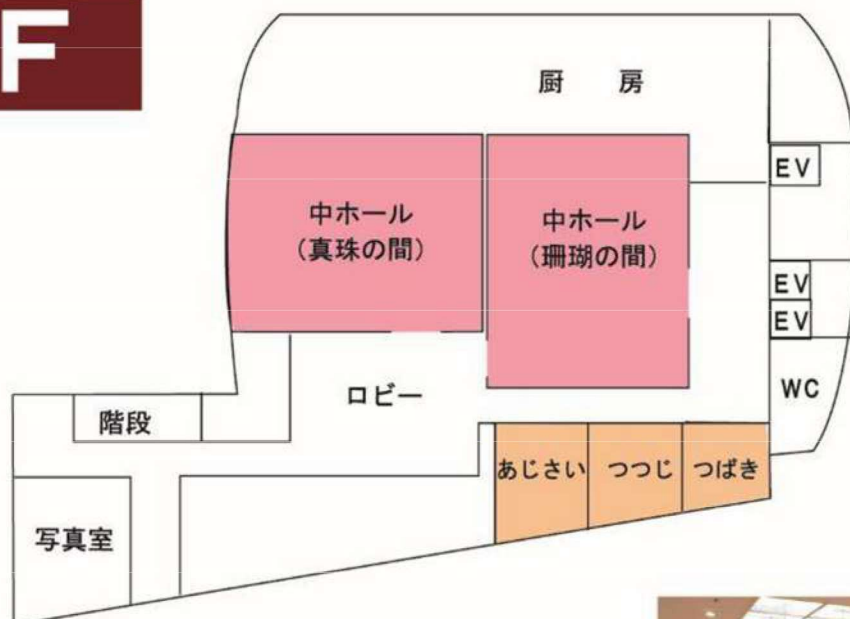 F
厨 房
EV
中ホール
（真珠の間）
中ホール
（珊瑚の間）
EV
EV
ロビー
WC
階段
あじさい
つつじ
つばき
写真室